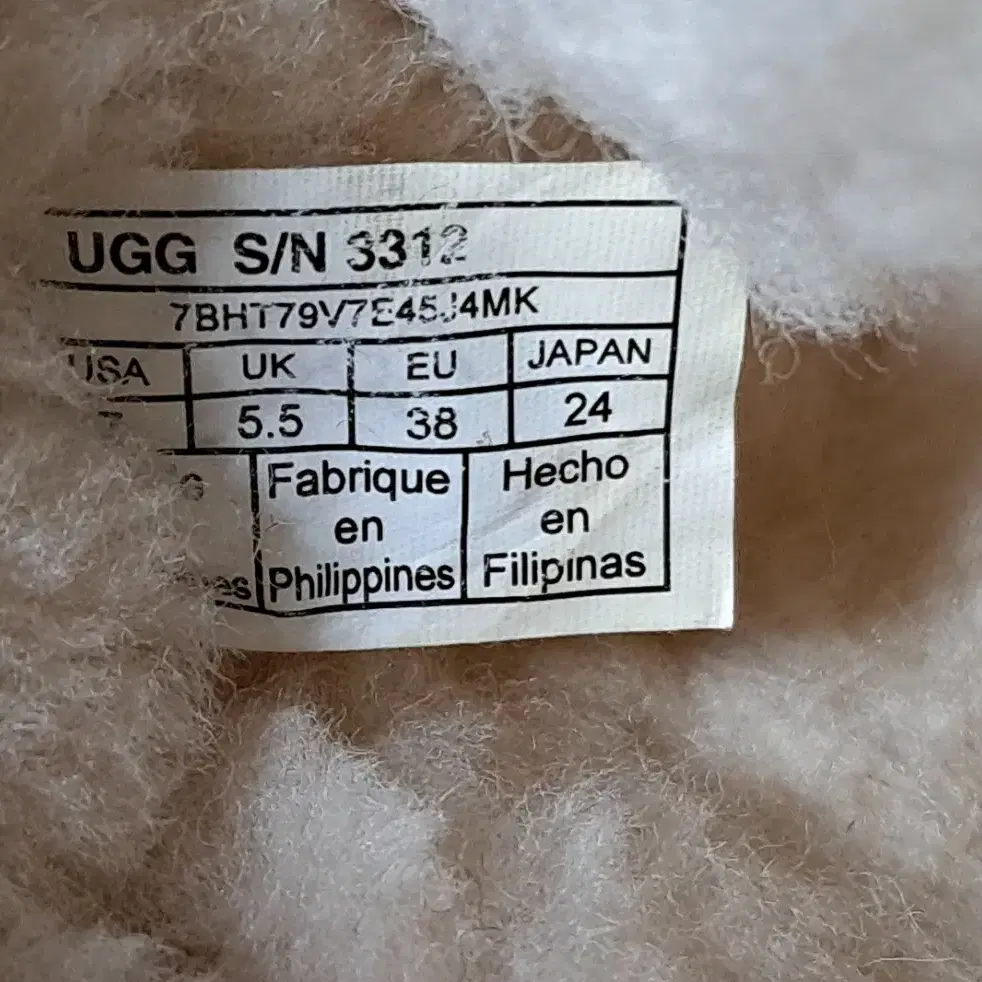 UGG S/N 3312
7BHT79V7E45J4MK
USA UK EU JAPAN
5.5 38 24
Fabrique en Philippines
Hecho en Filipinas